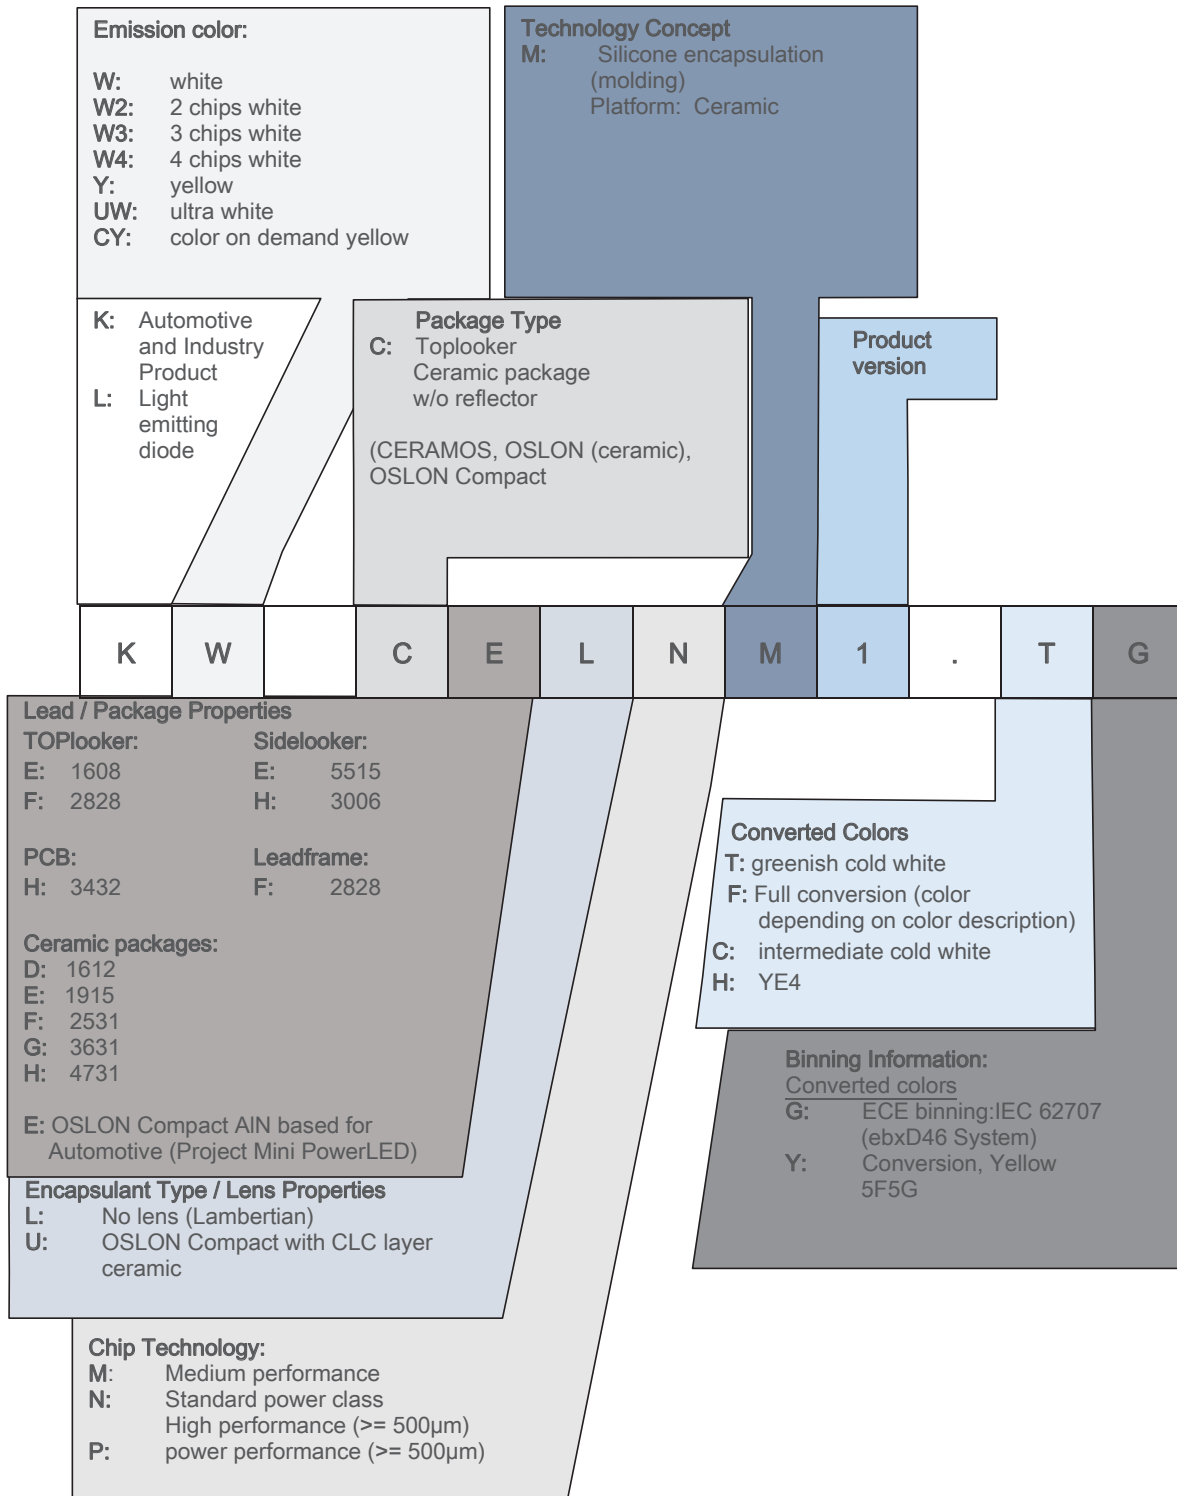 Emission color:
W: white
W2: 2 chips white
W3: 3 chips white
W4: 4 chips white
Y: yellow
UW: ultra white
CY: color on demand yellow
Technology Concept
M: Silicone encapsulation
(molding)
Platform: Ceramic
K: Automotive
and Industry
Product
L: Light
emitting
diode
Package Type
C: Toplooker
Ceramic package
w/o reflector
(CERAMOS, OSLON (ceramic),
OSLON Compact
Product
version
K W C E L N M 1 . T G
Lead / Package Properties
TOPlooker: Sidelooker:
E: 1608 E: 5515
F: 2828 H: 3006
PCB: Leadframe:
H: 3432 F: 2828
Ceramic packages:
D: 1612
E: 1915
F: 2531
G: 3631
H: 4731
E: OSLON Compact AlN based for
Automotive (Project Mini PowerLED)
Encapsulant Type / Lens Properties
L: No lens (Lambertian)
U: OSLON Compact with CLC layer
ceramic
Chip Technology:
M: Medium performance
N: Standard power class
High performance (>= 500µm)
P: power performance (>= 500µm)
Converted Colors
T: greenish cold white
F: Full conversion (color
depending on color description)
C: intermediate cold white
H: YE4
Binning Information:
Converted colors
G: ECE binning:IEC 62707
(ebxD46 System)
Y: Conversion, Yellow
5F5G